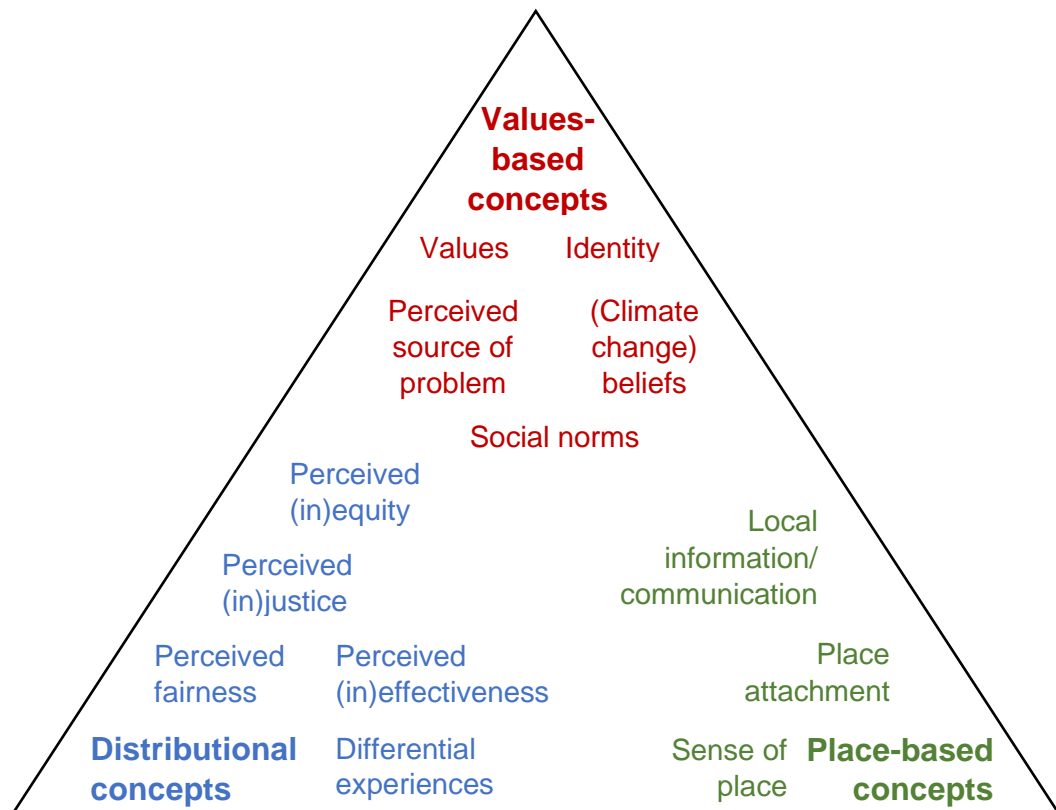 Values-
based
concepts
Values Identity
Perceived
source of
problem
(Climate
change)
beliefs
Social norms
Perceived
(in)equity
Local
information/
communication
Perceived
(in)justice
Perceived
fairness
Perceived
(in)effectiveness
Place
attachment
Distributional
concepts
Differential
experiences
Sense of
place
Place-based
concepts